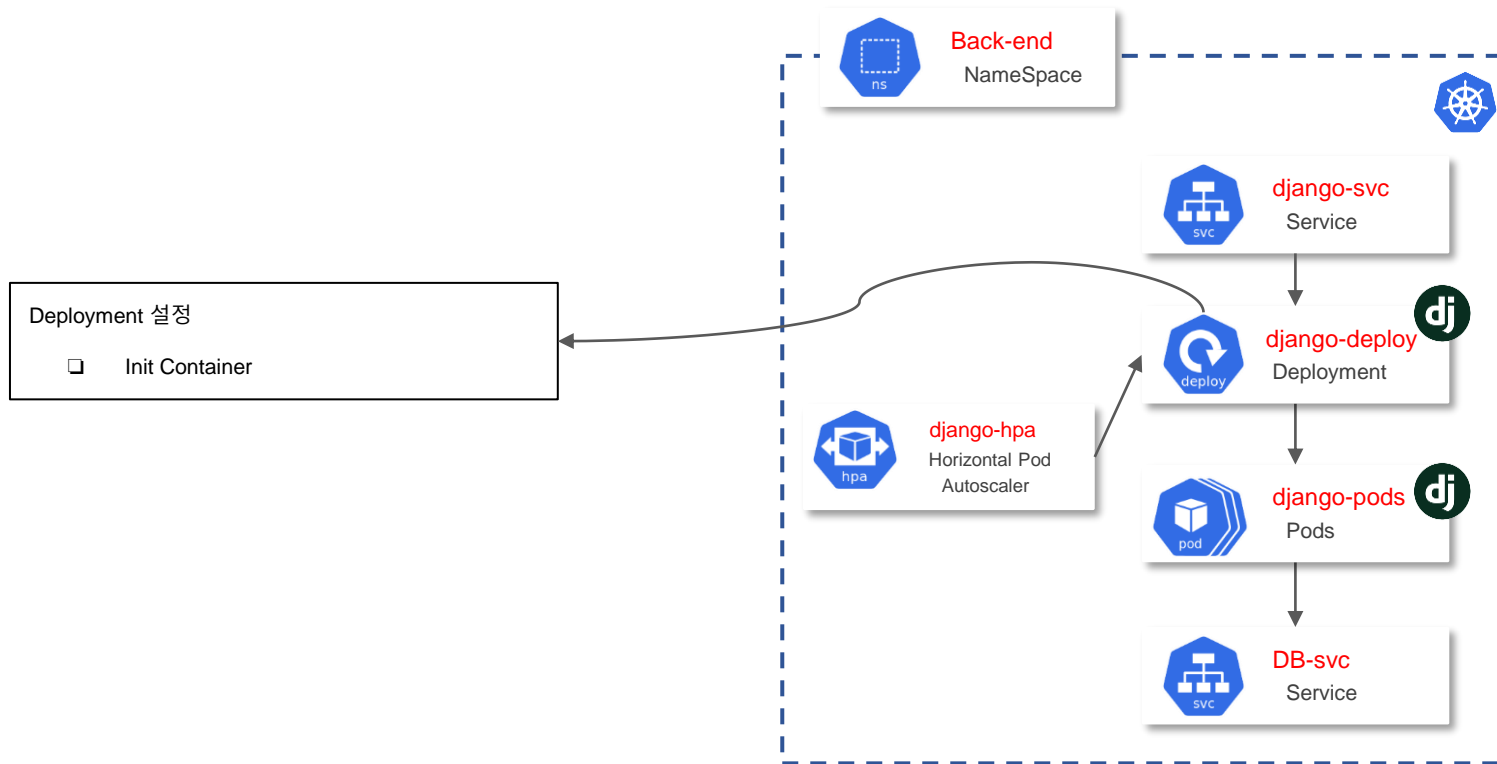 Back-end
NameSpace
ns
django-svc
Service
svc
Deployment 설정
❏ Init Container
dj
django-deploy
Deployment
deploy
django-hpa
Horizontal Pod
Autoscaler
hpa
dj
django-pods
Pods
pod
DB-svc
Service
svc